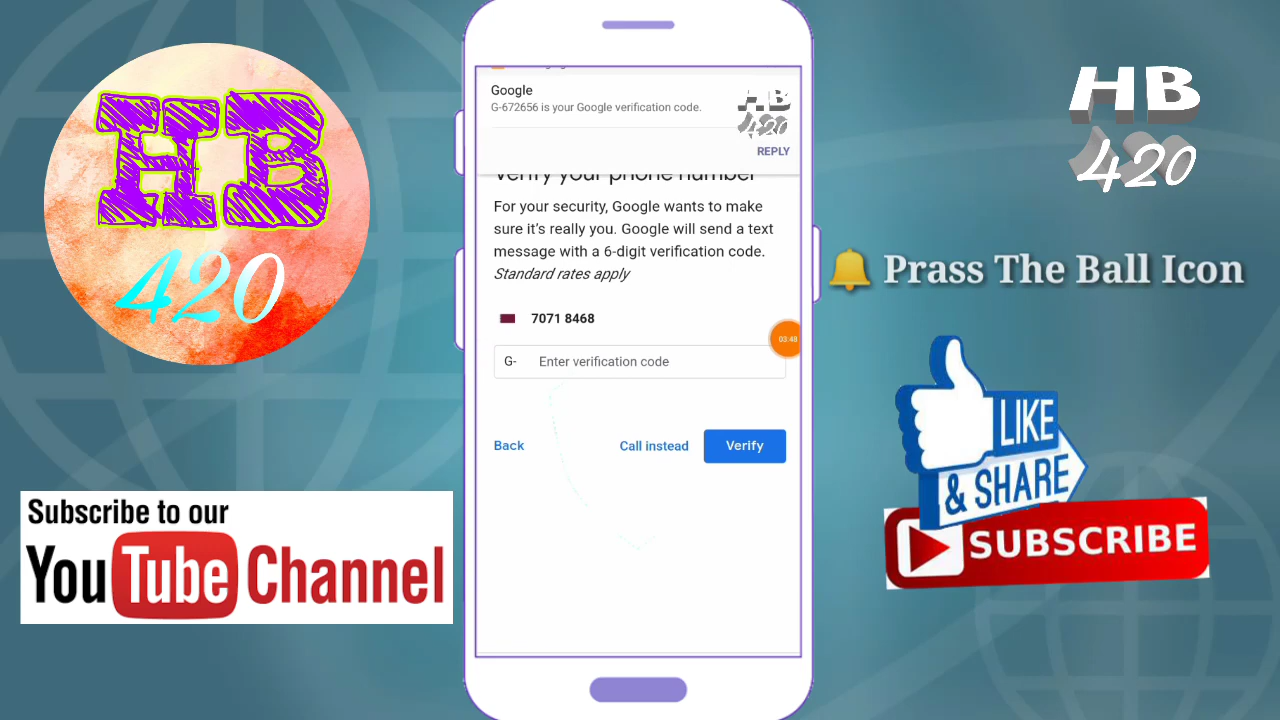 HB
420
Subscribe to our
YouTube Channel
Google
G-672656 is your Google verification code.
HB
420
REPLY
Verify your phone number
For your security, Google wants to make
sure it's really you. Google will send a text
message with a 6-digit verification code.
Standard rates apply
7071 8468
03:48
G- Enter verification code
Back Call instead Verify
HB
420
Prass The Ball Icon
LIKE
& SHARE
SUBSCRIBE